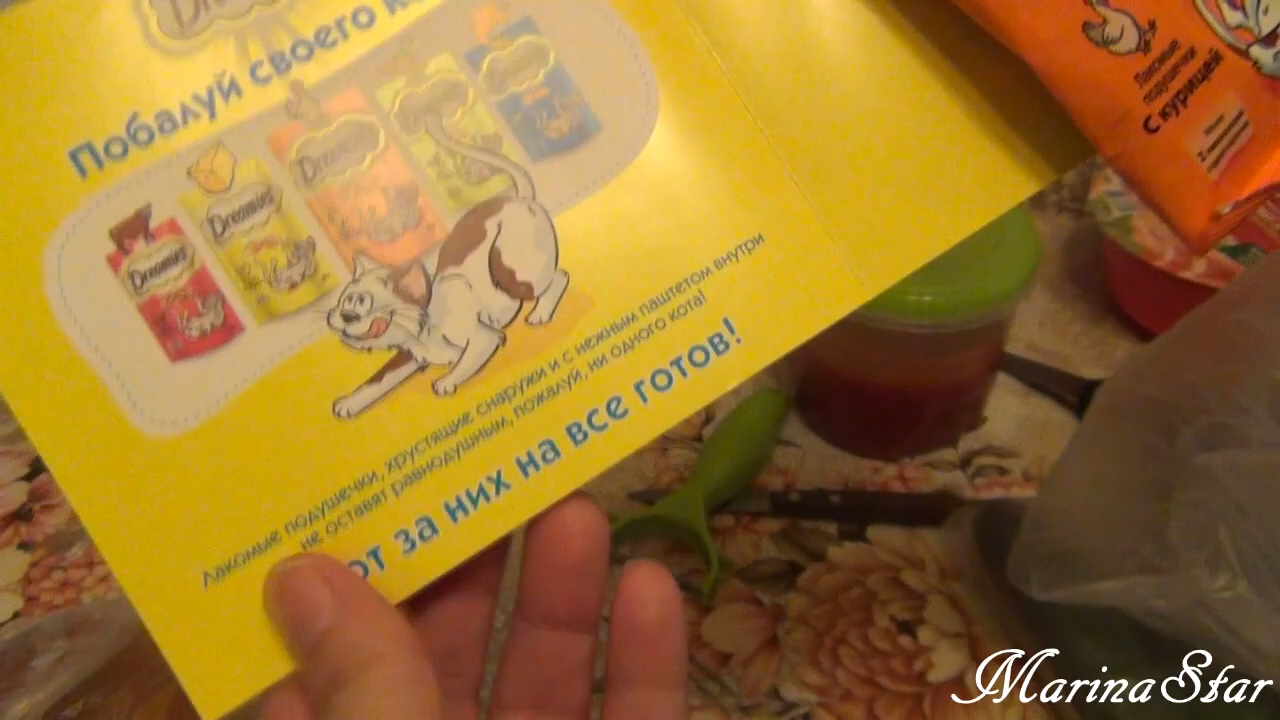 Побалуй своего
Dreamies
Dreamies
Dreamies
Лакомые подушечки, хрустящие снаружи и с нежным паштетом внутри
не оставят равнодушным, пожалуй, ни одного кота!
от за них на все готов!
Лакомые
подушечки
С курицей
MarinaStar